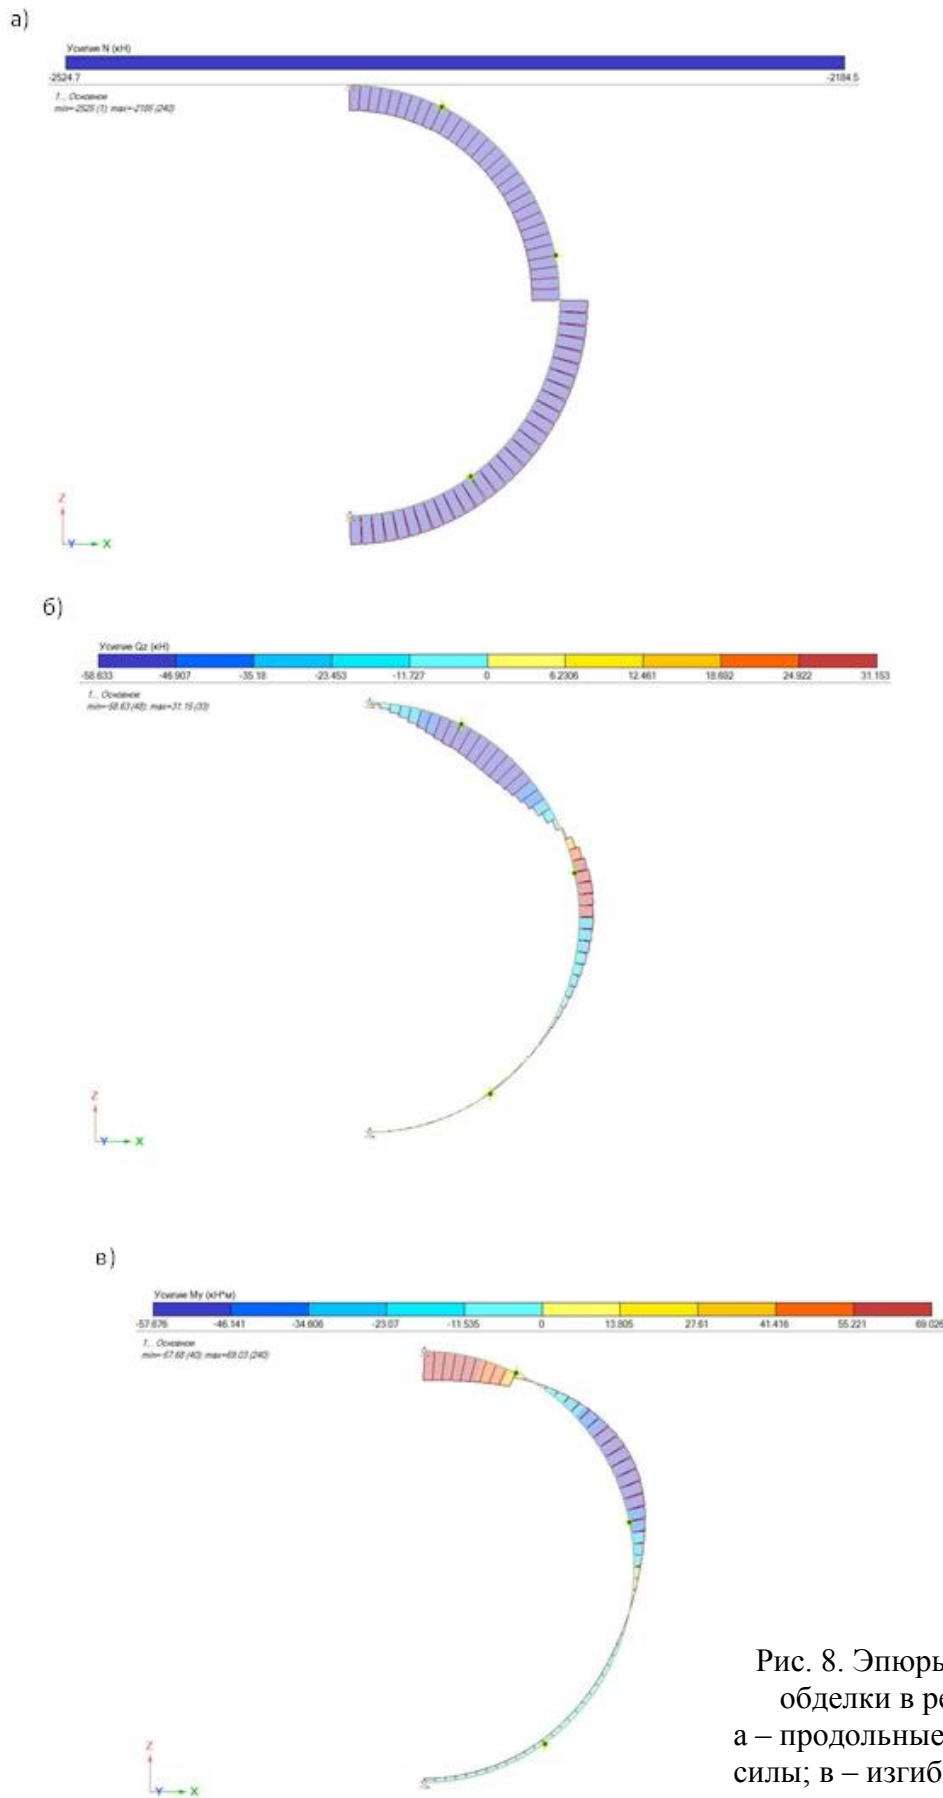 а)
Усилие N (кН)
-2524.7 -2184.5
1... Основное
min=-2525 (1); max=-2185 (240)
Z
Y X
б)
Усилие Qz (кН)
-58.633 -46.907 -35.18 -23.453 -11.727 0 6.2306 12.461 18.692 24.922 31.153
1... Основное
min=-58.63 (48); max=31.15 (33)
Z
Y X
в)
Усилие My (кН*м)
-57.676 -46.141 -34.606 -23.07 -11.535 0 13.805 27.61 41.416 55.221 69.026
1... Основное
min=-57.68 (40); max=69.03 (240)
Рис. 8. Эпюры
обделки в ре
а – продольные
силы; в – изгиб
Z
Y X